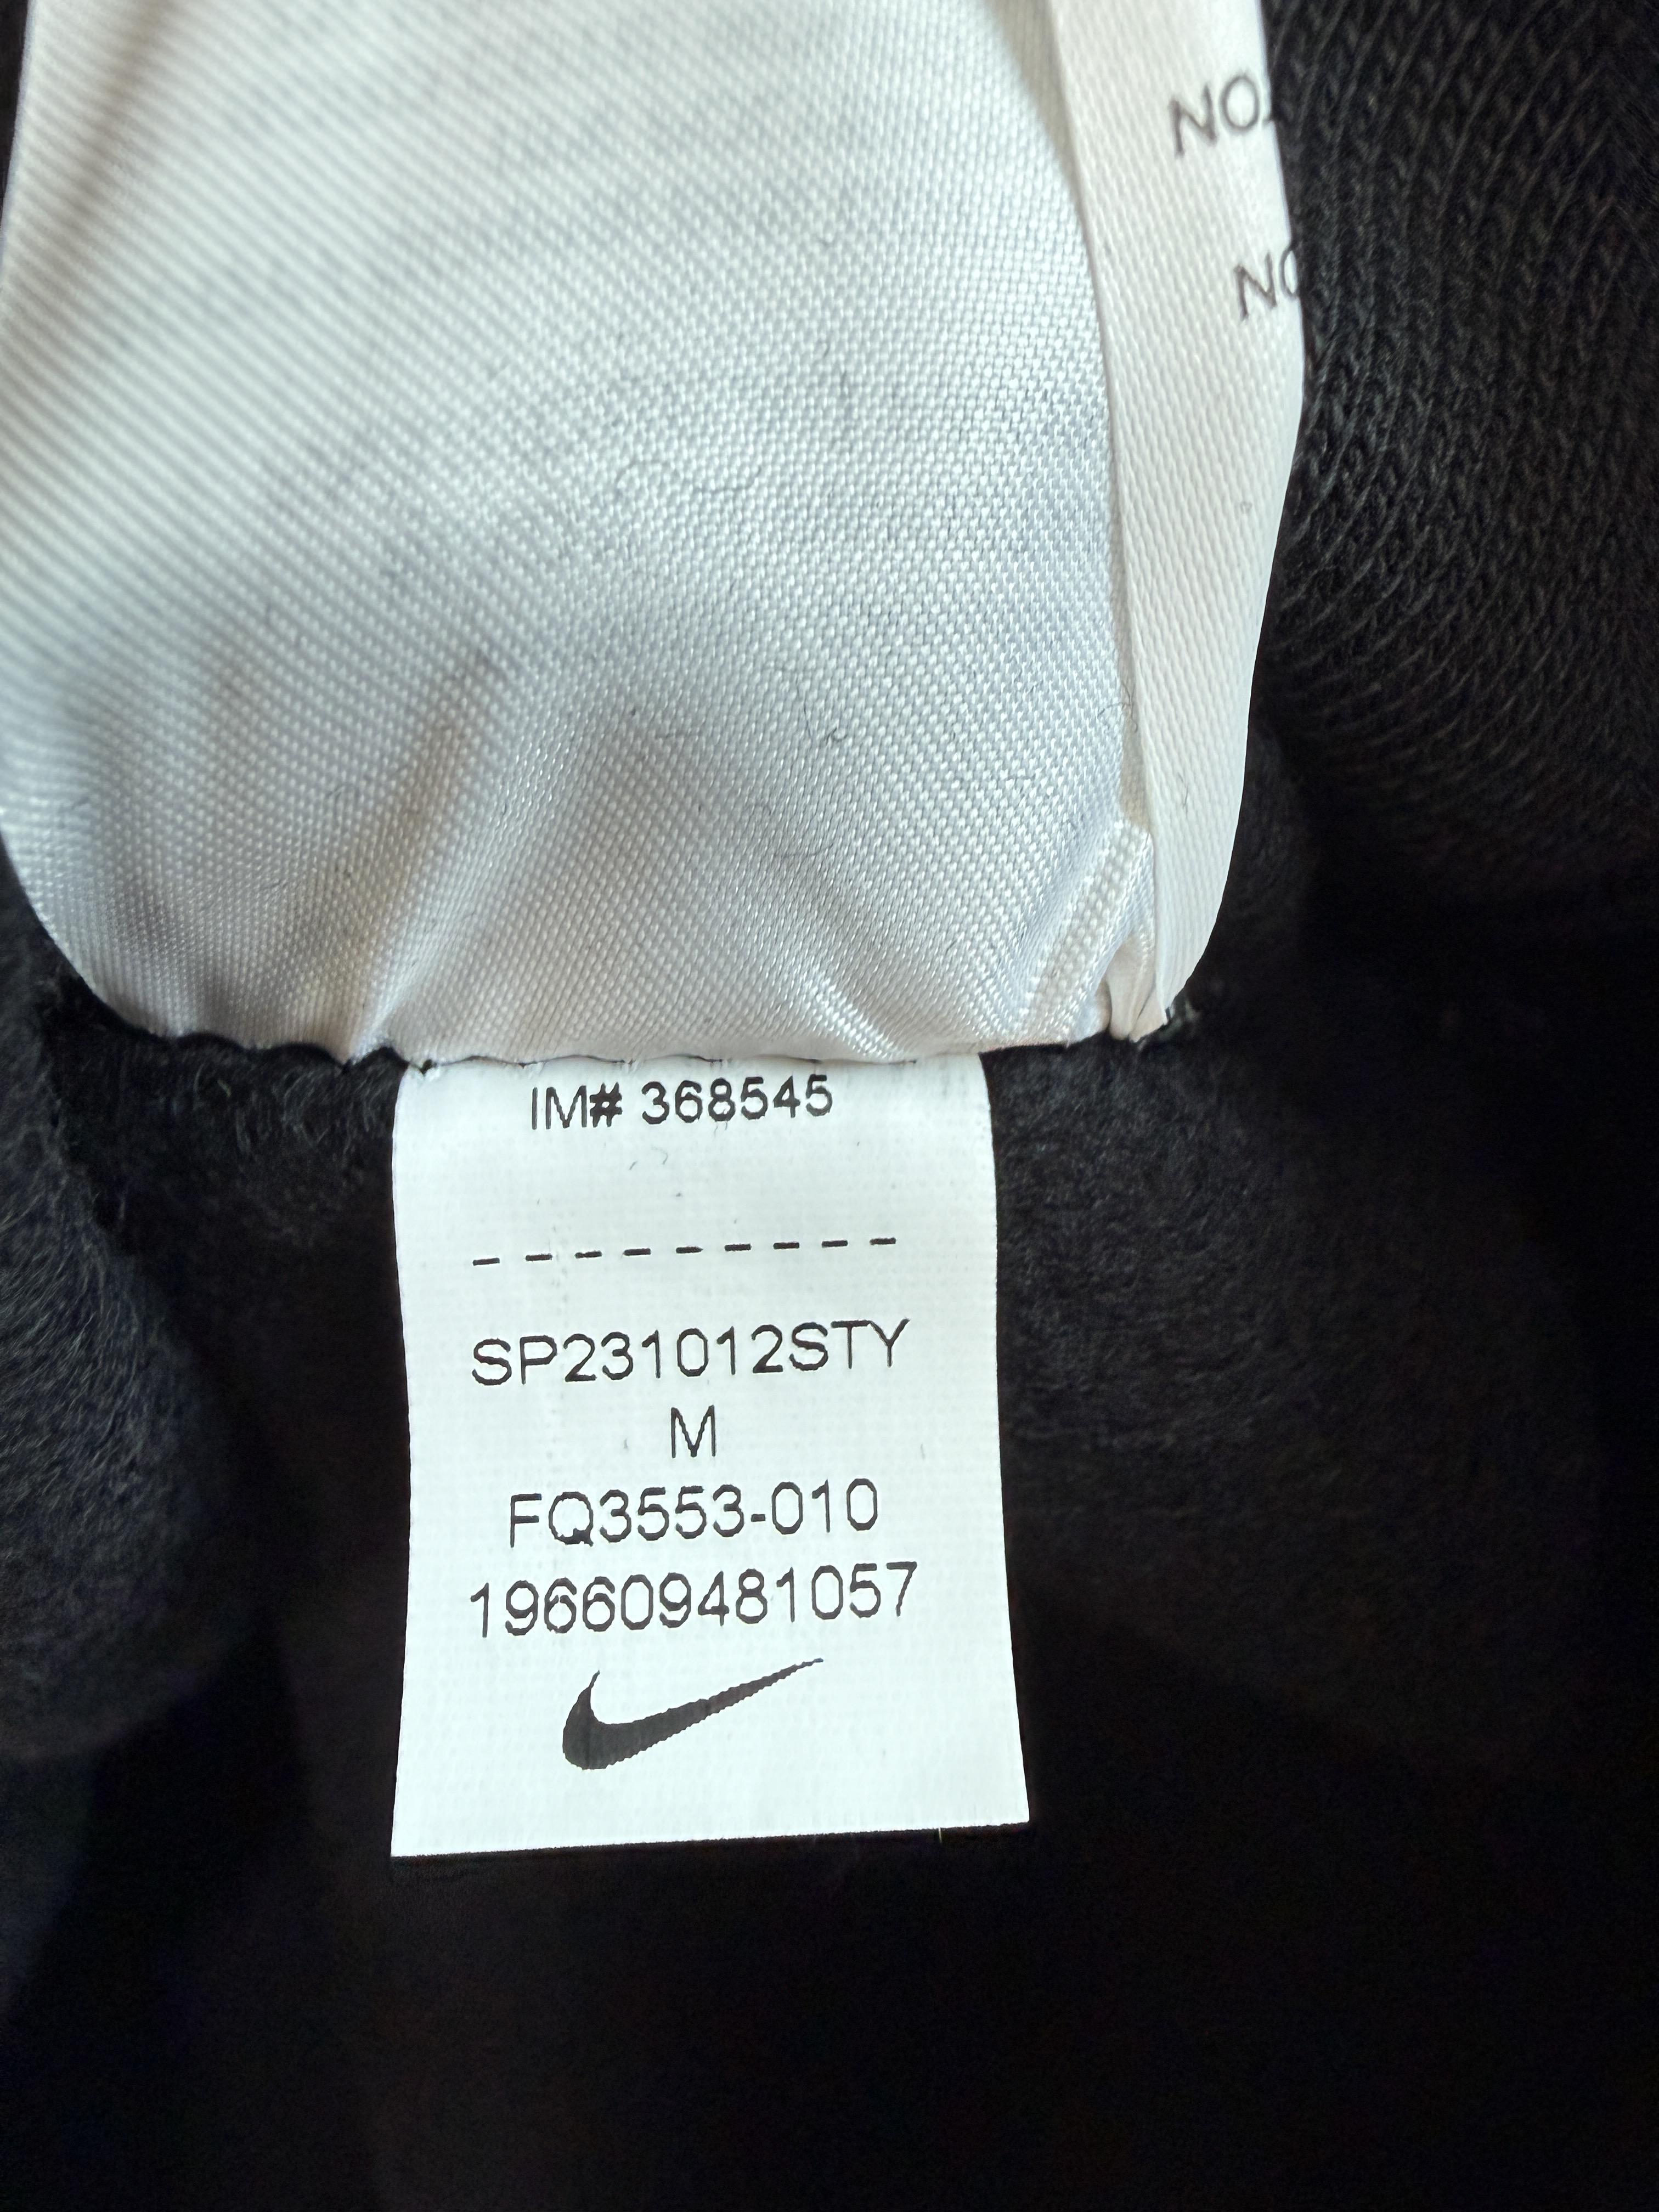 IM# 368545
- - - - - - - - -
SP231012STY
M
FQ3553-010
196609481057